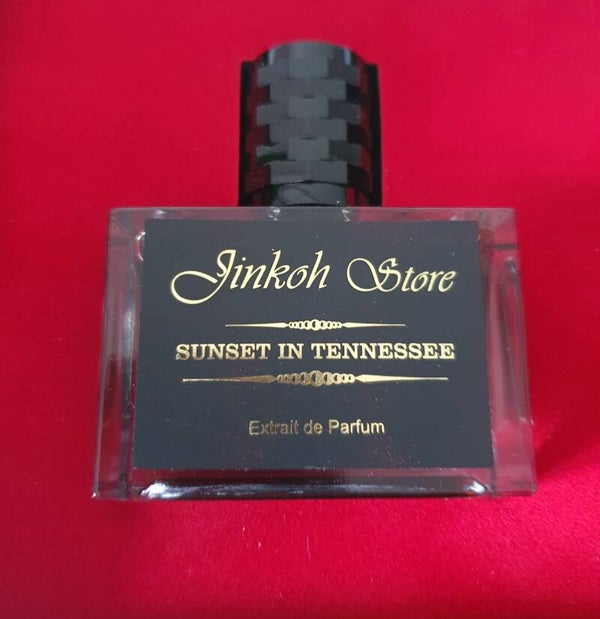 Jinkoh Store
SUNSET IN TENNESSEE
Extrait de Parfum